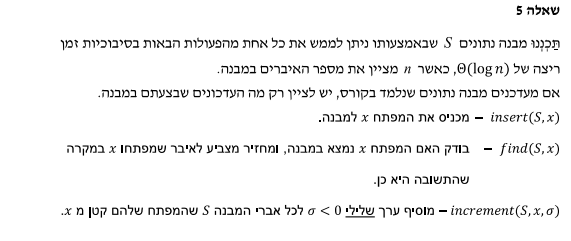 שאלה 5
תַּכְנְנוּ מבנה נתונים S שבאמצעותו ניתן לממש את כל אחת מהפעולות הבאות בסיבוכיות זמן
ריצה של Θ(log n), כאשר n מציין את מספר האיברים במבנה.
אם מעדכנים מבנה נתונים שנלמד בקורס, יש לציין רק מה העדכונים שבצעתם במבנה.
insert(S, x) – מכניס את המפתח x למבנה.
find(S, x) – בודק האם המפתח x נמצא במבנה, ומחזיר מצביע לאיבר שמפתחו x במקרה
שהתשובה היא כן.
increment(S, x, σ) – מוסיף ערך שלילי σ < 0 לכל אברי המבנה S שהמפתח שלהם קטן מ x.